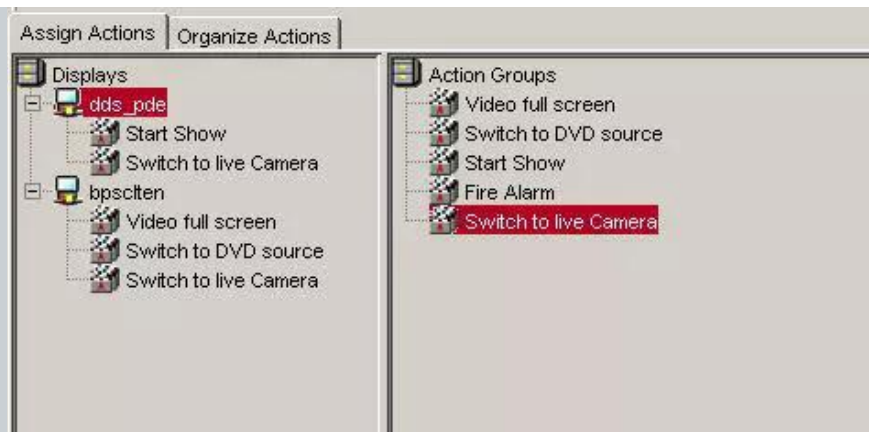 Assign Actions
Organize Actions
Displays
dds_pde
Start Show
Switch to live Camera
bpsclten
Video full screen
Switch to DVD source
Switch to live Camera
Action Groups
Video full screen
Switch to DVD source
Start Show
Fire Alarm
Switch to live Camera